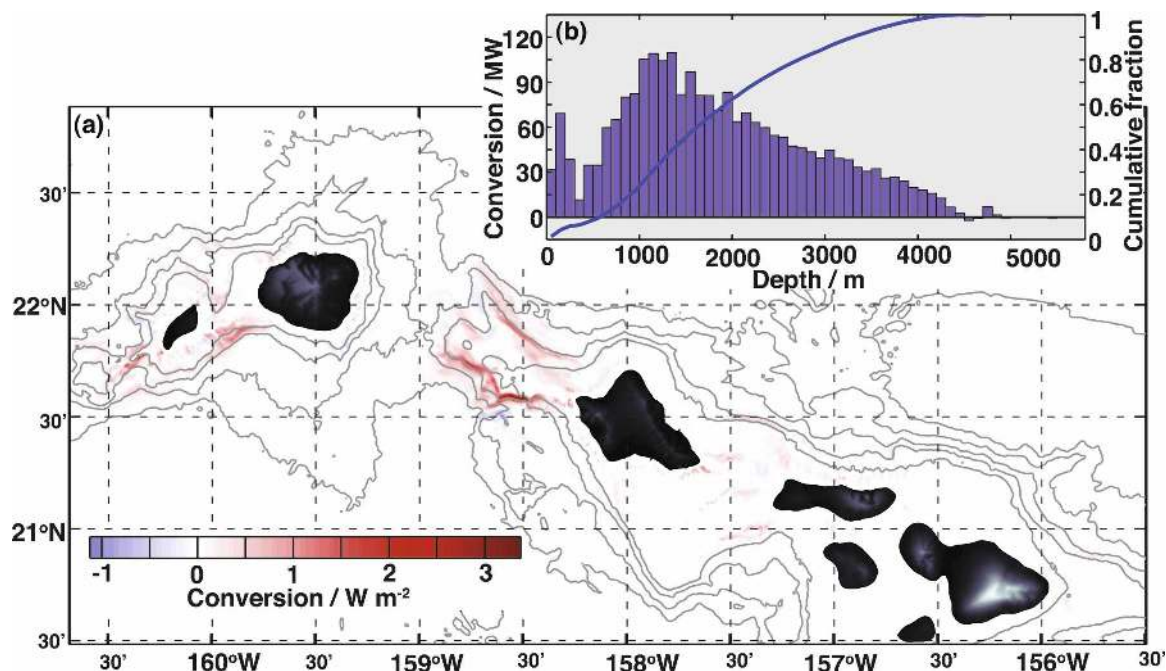 (b)
120
90
60
30
0
Conversion / MW
1
0.8
0.6
0.4
0.2
0
Cumulative fraction
0 1000 2000 3000 4000 5000
Depth / m
(a)
30'
22°N
30'
21°N
30'
-1 0 1 2 3
Conversion / W m⁻²
30' 160°W 30' 159°W 30' 158°W 30' 157°W 30' 156°W